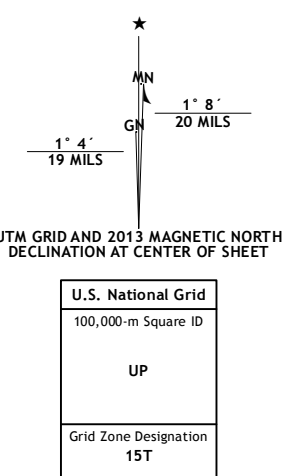 ★
MN
GN
1° 8´
20 MILS
1° 4´
19 MILS
UTM GRID AND 2013 MAGNETIC NORTH
DECLINATION AT CENTER OF SHEET
U.S. National Grid
100,000-m Square ID
UP
Grid Zone Designation
15T